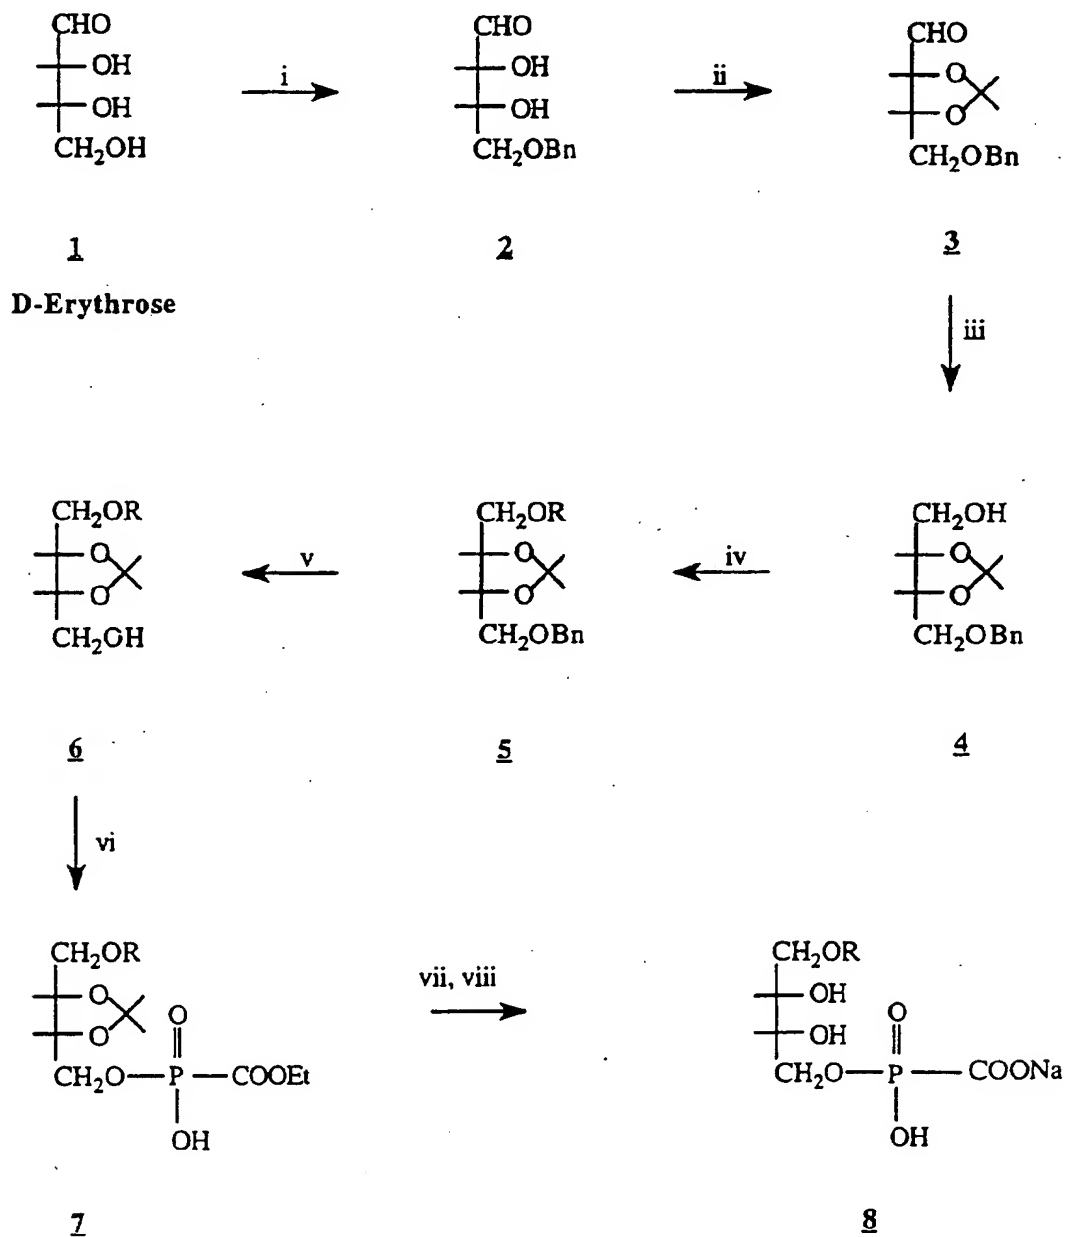 CHO
OH
OH
CH2OH
1
D-Erythrose
i
CHO
OH
OH
CH2OBn
2
ii
CHO
O
O
CH2OBn
3
iii
CH2OR
O
O
CH2OH
6
v
CH2OR
O
O
CH2OBn
5
iv
CH2OH
O
O
CH2OBn
4
vi
CH2OR
O
O
O
CH2O P COOEt
OH
7
vii, viii
CH2OR
OH
OH
O
CH2O P COONa
OH
8